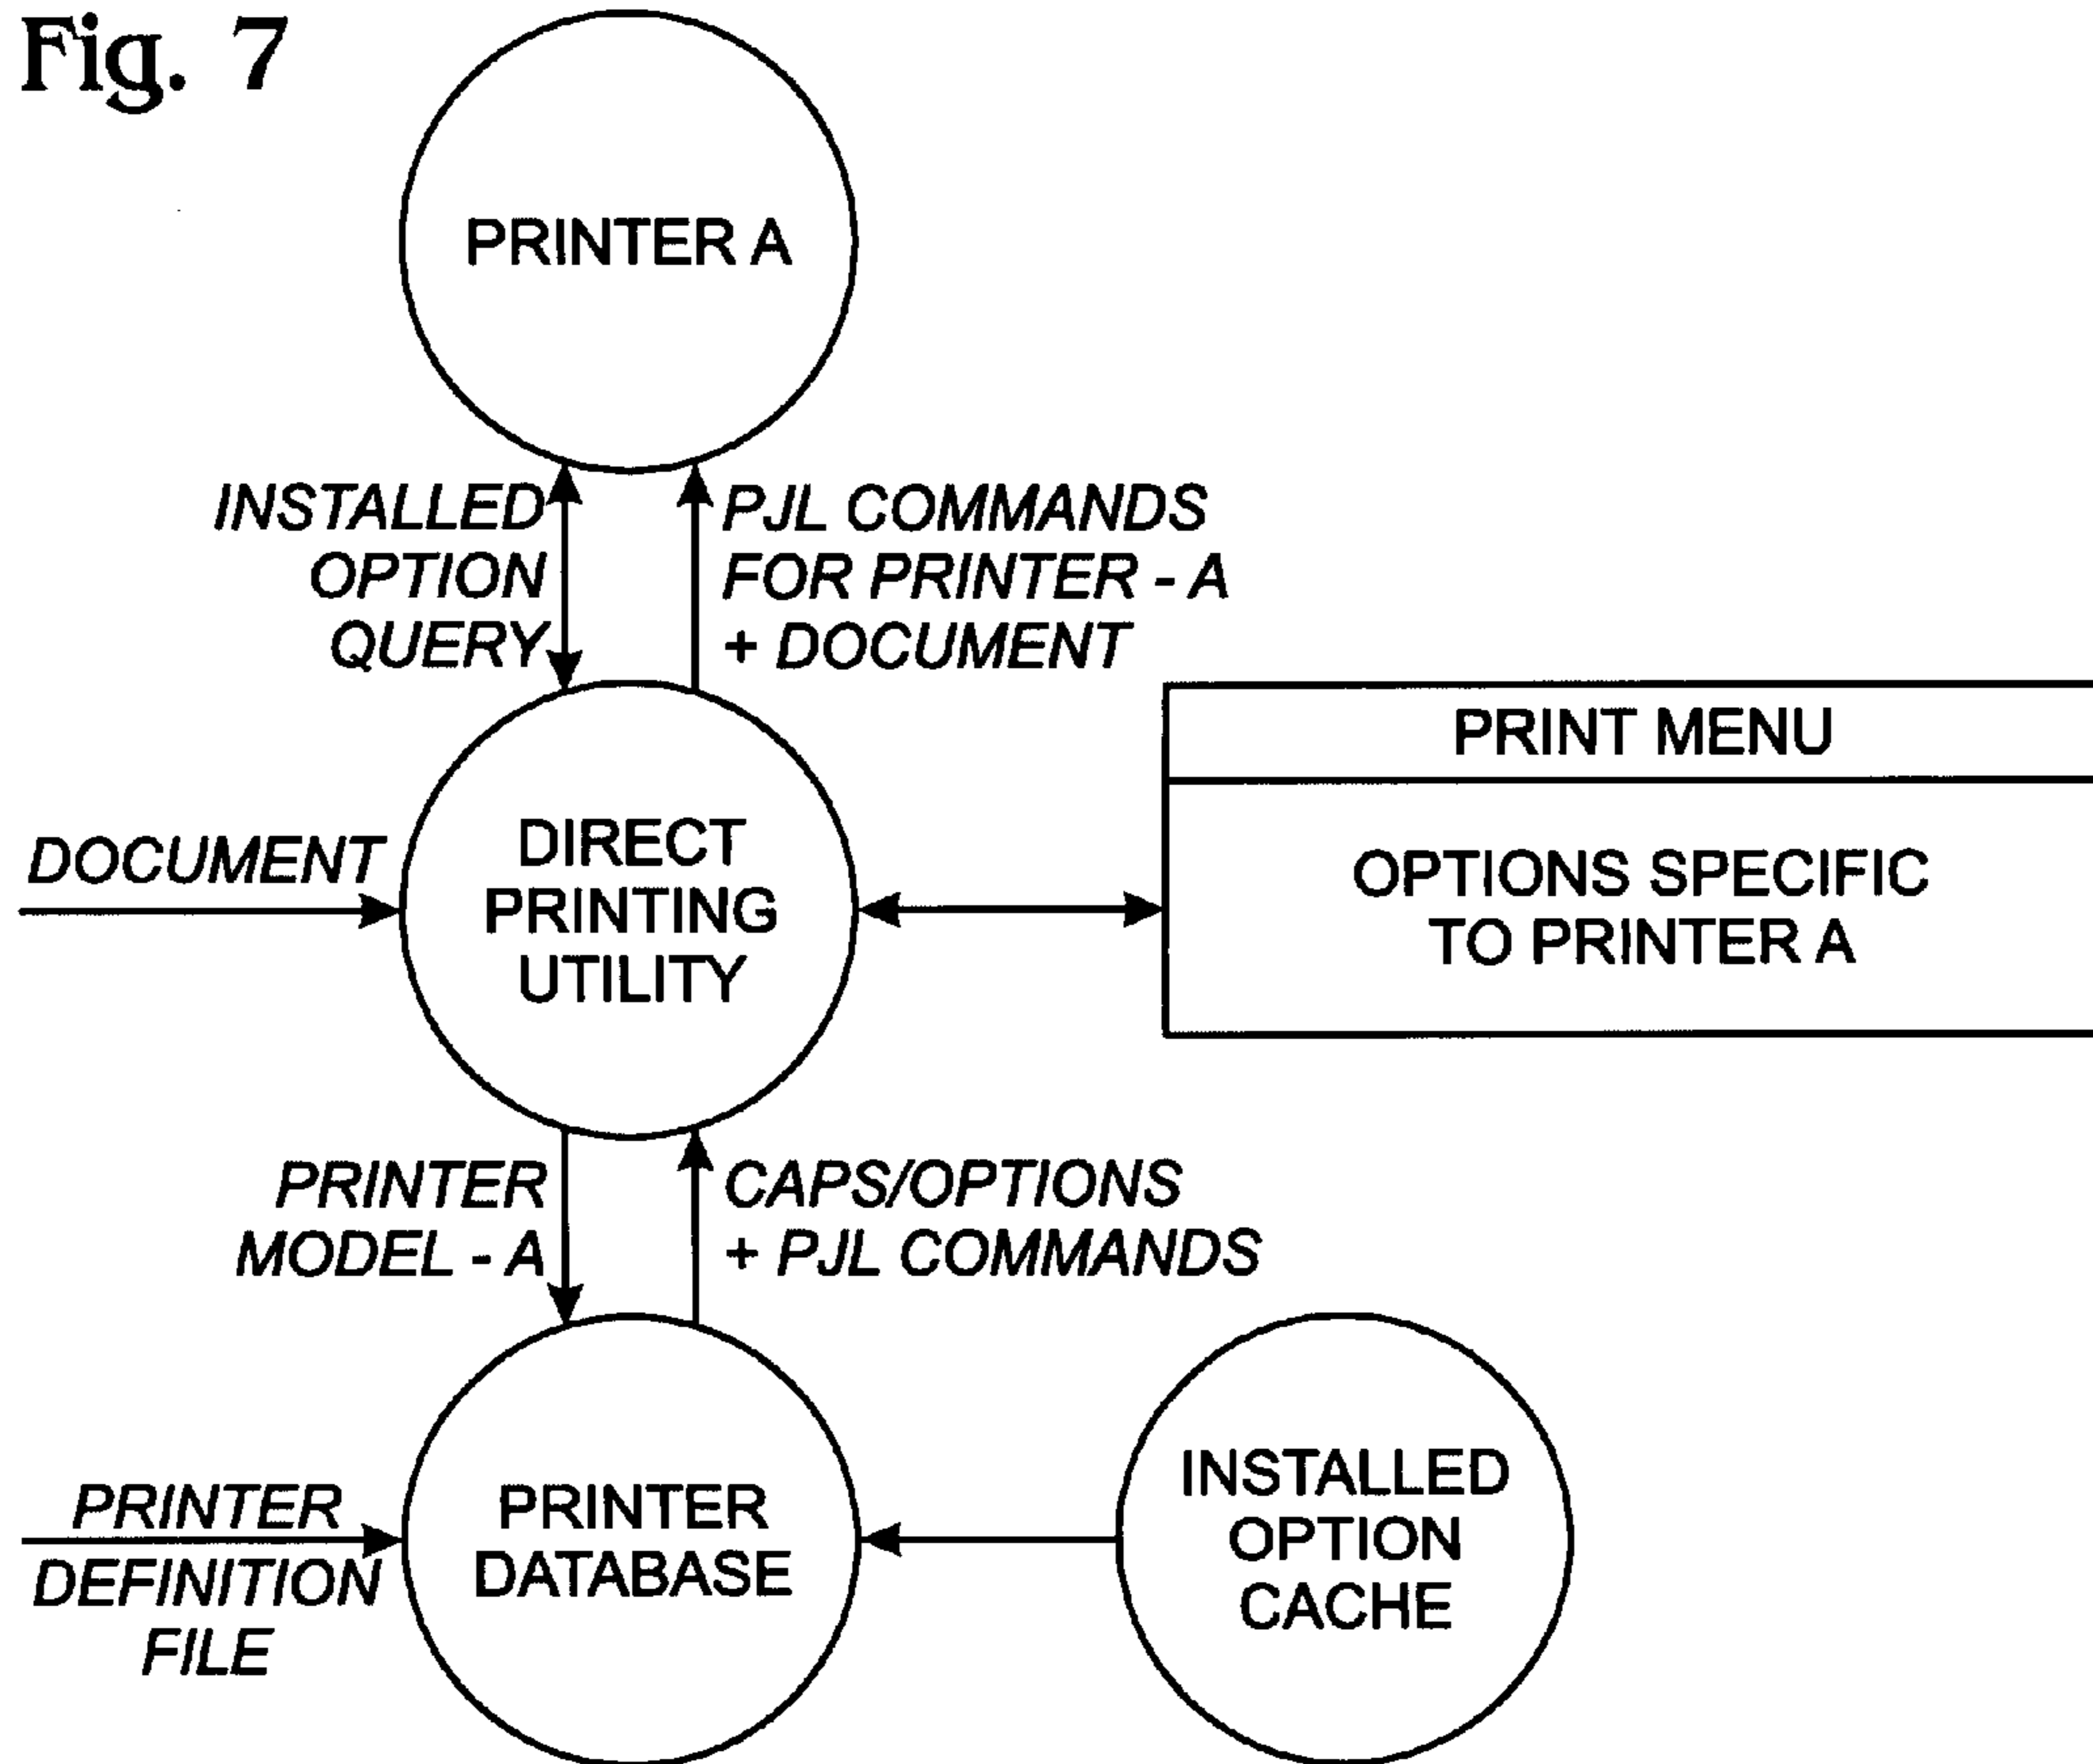 Fig. 7
PRINTER A
INSTALLED
OPTION
QUERY
PJL COMMANDS
FOR PRINTER - A
+ DOCUMENT
PRINT MENU
OPTIONS SPECIFIC
TO PRINTER A
DOCUMENT
DIRECT
PRINTING
UTILITY
PRINTER
MODEL - A
CAPS/OPTIONS
+ PJL COMMANDS
PRINTER
DEFINITION
FILE
PRINTER
DATABASE
INSTALLED
OPTION
CACHE